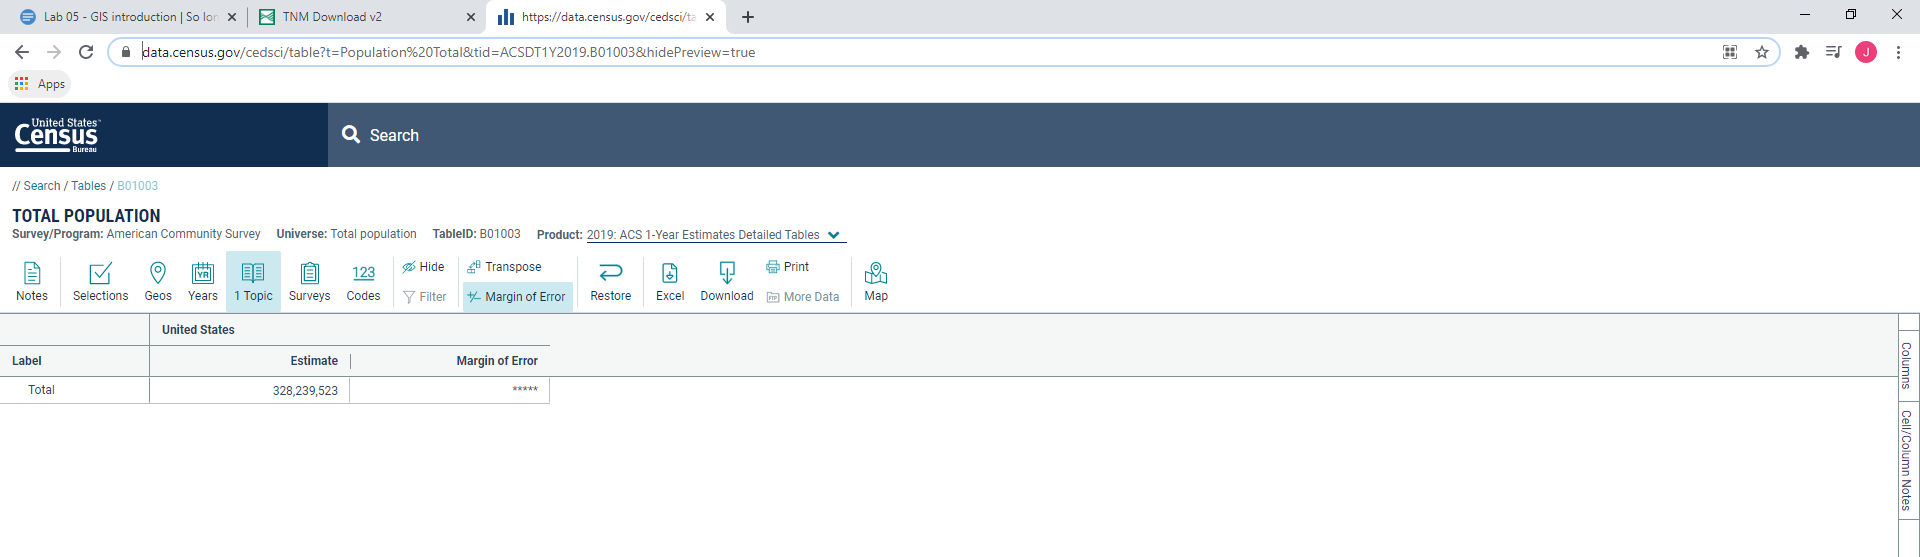 Lab 05 - GIS introduction | So lon
TNM Download v2
https://data.census.gov/cedsci/ta
data.census.gov/cedsci/table?t=Population%20Total&tid=ACSDT1Y2019.B01003&hidePreview=true
J
Apps
United States™
Census
Bureau
Search
// Search / Tables / B01003
TOTAL POPULATION
Survey/Program: American Community Survey Universe: Total population TableID: B01003 Product: 2019: ACS 1-Year Estimates Detailed Tables
Notes
Selections
Geos
YR
Years
1 Topic
Surveys
123
Codes
Hide
Filter
Transpose
Margin of Error
Restore
Excel
Download
Print
FTP
More Data
Map
United States
Label Estimate Margin of Error
Total 328,239,523 *****
Columns
Cell/Column Notes